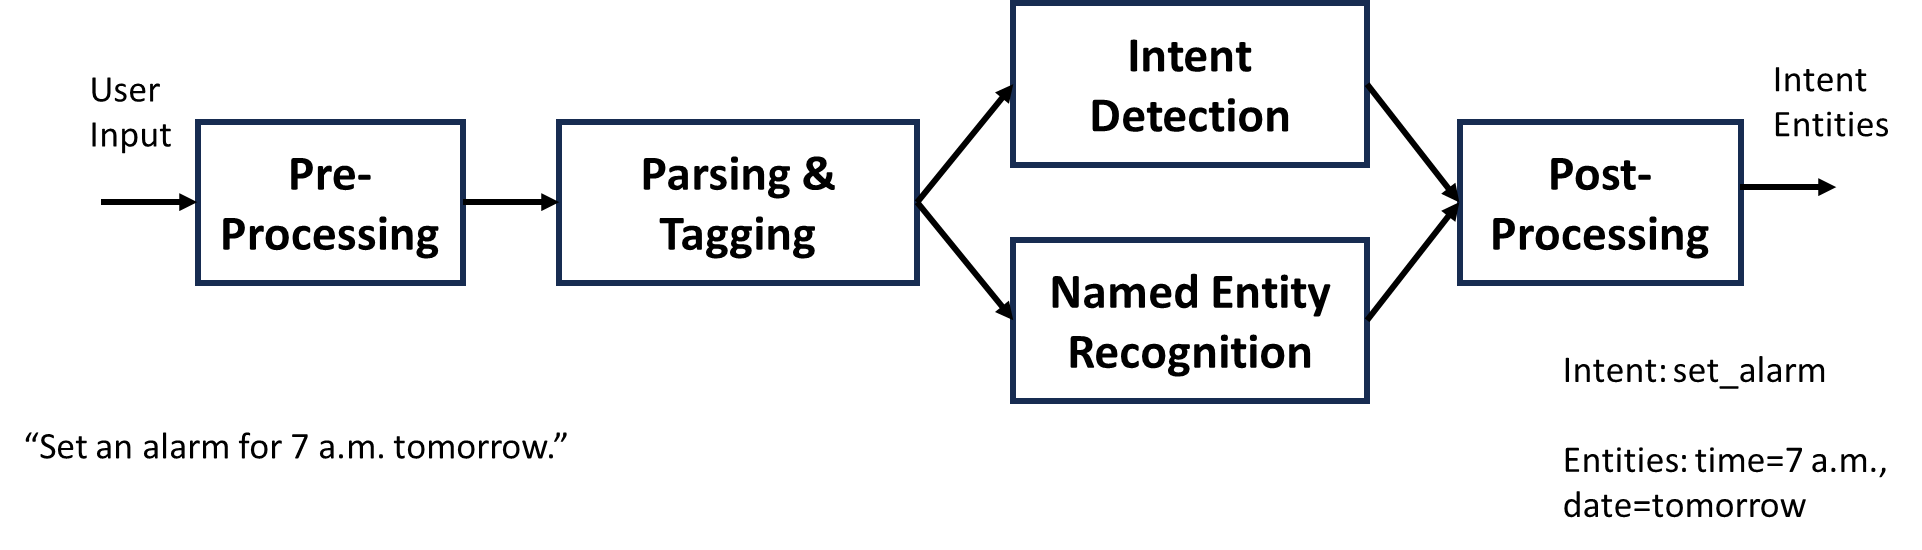 User
Input
Pre-
Processing
Parsing &
Tagging
Intent
Detection
Named Entity
Recognition
Post-
Processing
Intent
Entities
“Set an alarm for 7 a.m. tomorrow.”
Intent: set_alarm
Entities: time=7 a.m.,
date=tomorrow